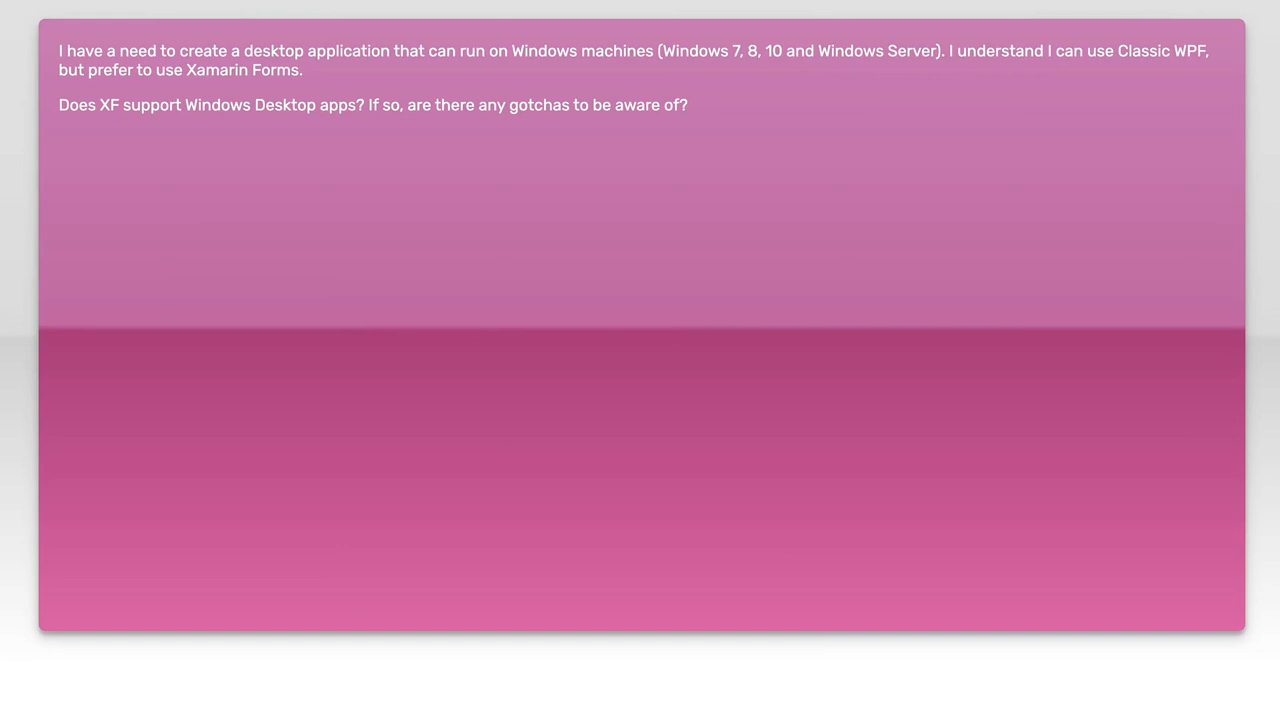 I have a need to create a desktop application that can run on Windows machines (Windows 7, 8, 10 and Windows Server). I understand I can use Classic WPF,
but prefer to use Xamarin Forms.
Does XF support Windows Desktop apps? If so, are there any gotchas to be aware of?